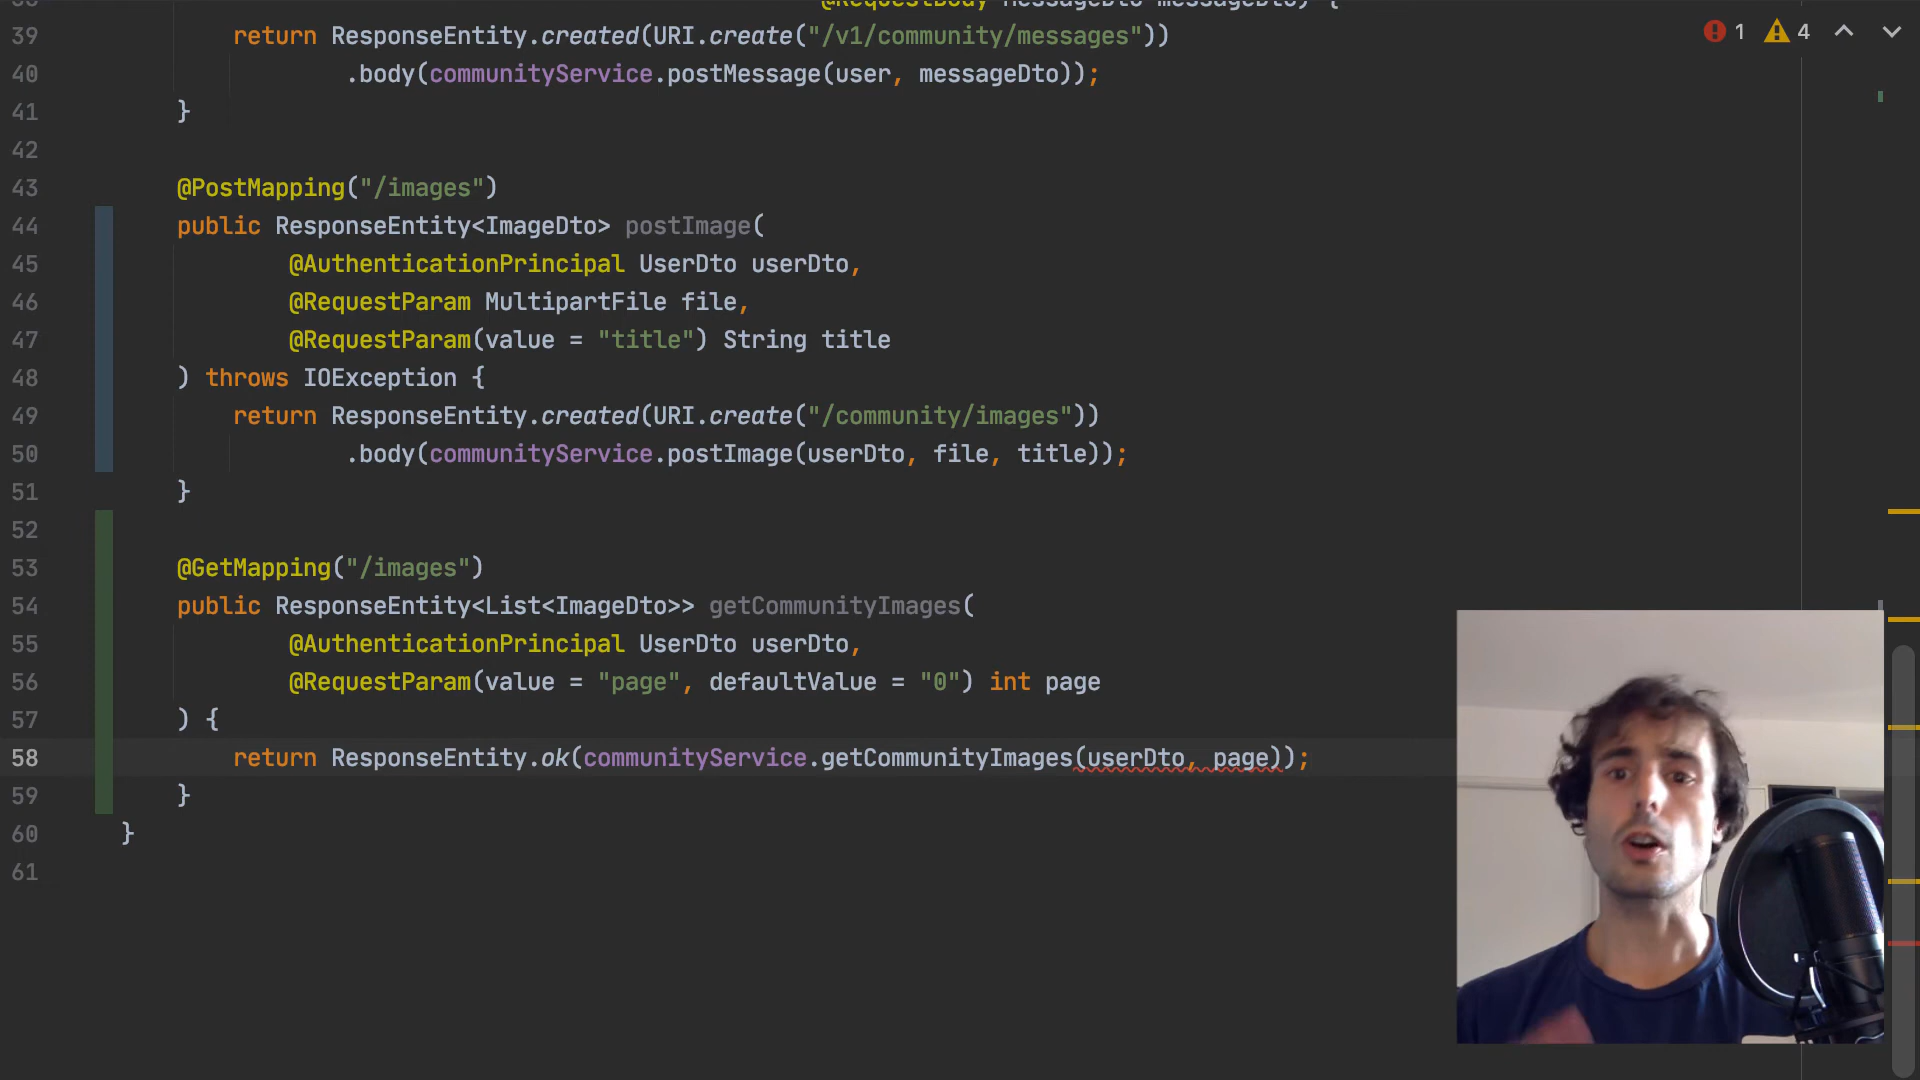 38 @RequestBody MessageDto messageDto) {
39 return ResponseEntity.created(URI.create("/v1/community/messages"))
40 .body(communityService.postMessage(user, messageDto));
41 }
42
43 @PostMapping("/images")
44 public ResponseEntity<ImageDto> postImage(
45 @AuthenticationPrincipal UserDto userDto,
46 @RequestParam MultipartFile file,
47 @RequestParam(value = "title") String title
48 ) throws IOException {
49 return ResponseEntity.created(URI.create("/community/images"))
50 .body(communityService.postImage(userDto, file, title));
51 }
52
53 @GetMapping("/images")
54 public ResponseEntity<List<ImageDto>> getCommunityImages(
55 @AuthenticationPrincipal UserDto userDto,
56 @RequestParam(value = "page", defaultValue = "0") int page
57 ) {
58 return ResponseEntity.ok(communityService.getCommunityImages(userDto, page));
59 }
60 }
61
1 4